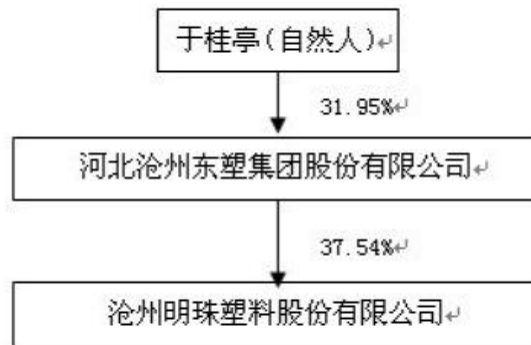 于桂亭(自然人)
31.95%
河北沧州东塑集团股份有限公司
37.54%
沧州明珠塑料股份有限公司